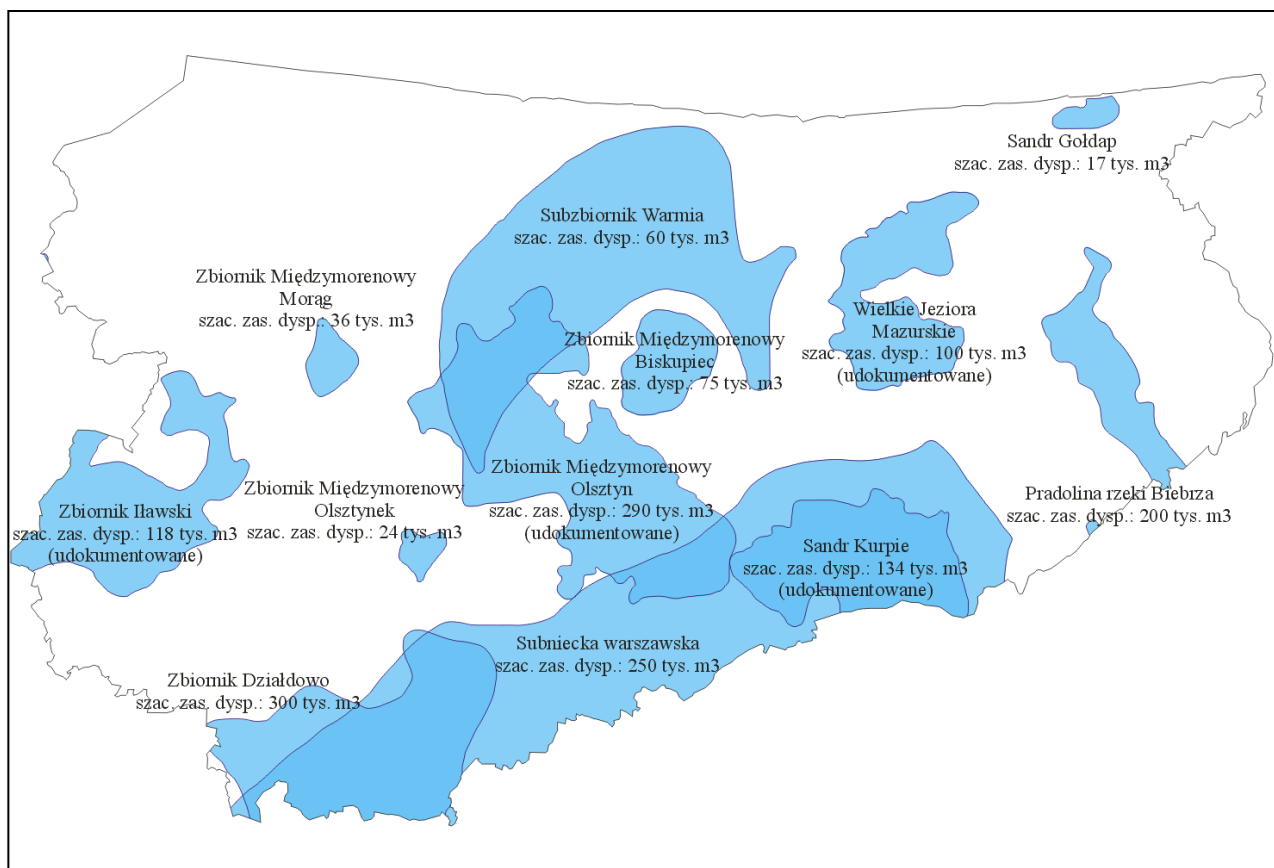 Sandr Gołdap
szac. zas. dysp.: 17 tys. m3
Subzbiornik Warmia
szac. zas. dysp.: 60 tys. m3
Zbiornik Międzymorenowy
Morąg
szac. zas. dysp.: 36 tys. m3
Wielkie Jeziora
Mazurskie
szac. zas. dysp.: 100 tys. m3
(udokumentowane)
Zbiornik Międzymorenowy
Biskupiec
szac. zas. dysp.: 75 tys. m3
Zbiornik Międzymorenowy
Olsztyn
szac. zas. dysp.: 290 tys. m3
(udokumentowane)
Zbiornik Międzymorenowy
Olsztynek
szac. zas. dysp.: 24 tys. m3
Pradolina rzeki Biebrza
szac. zas. dysp.: 200 tys. m3
Zbiornik Iławski
szac. zas. dysp.: 118 tys. m3
(udokumentowane)
Sandr Kurpie
szac. zas. dysp.: 134 tys. m3
(udokumentowane)
Subniecka warszawska
szac. zas. dysp.: 250 tys. m3
Zbiornik Działdowo
szac. zas. dysp.: 300 tys. m3